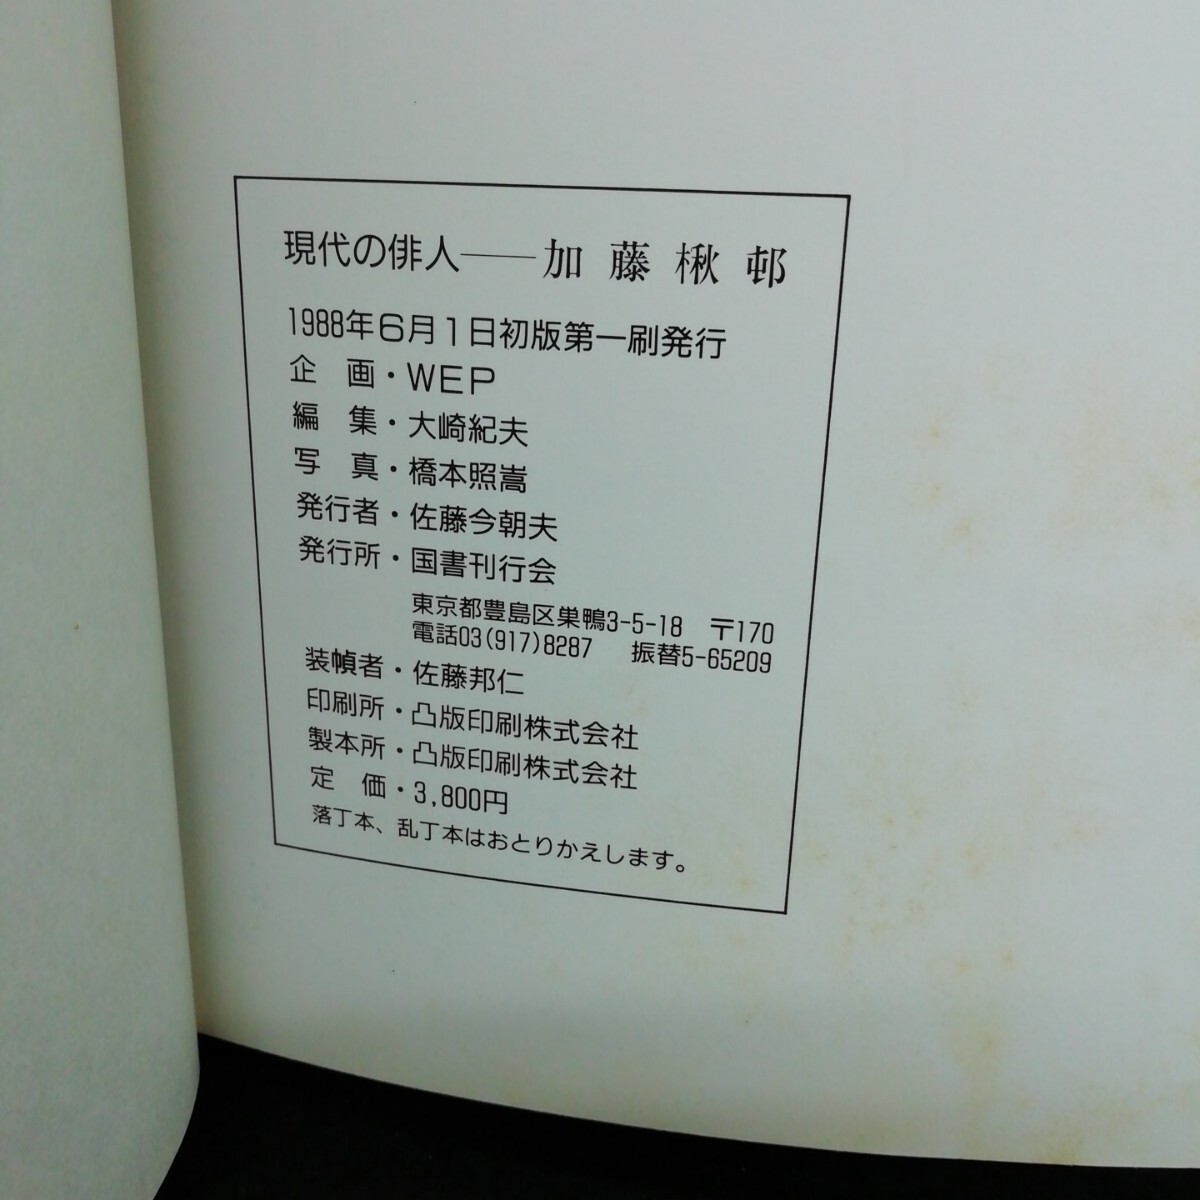 現代の俳人――加藤楸邨
1988年6月1日初版第一刷発行
企　画・WEP
編　集・大崎紀夫
写　真・橋本照嵩
発行者・佐藤今朝夫
発行所・国書刊行会
東京都豊島区巣鴨3-5-18　〒170
電話03(917)8287　振替5-65209
装幀者・佐藤邦仁
印刷所・凸版印刷株式会社
製本所・凸版印刷株式会社
定　価・3,800円
落丁本、乱丁本はおとりかえします。